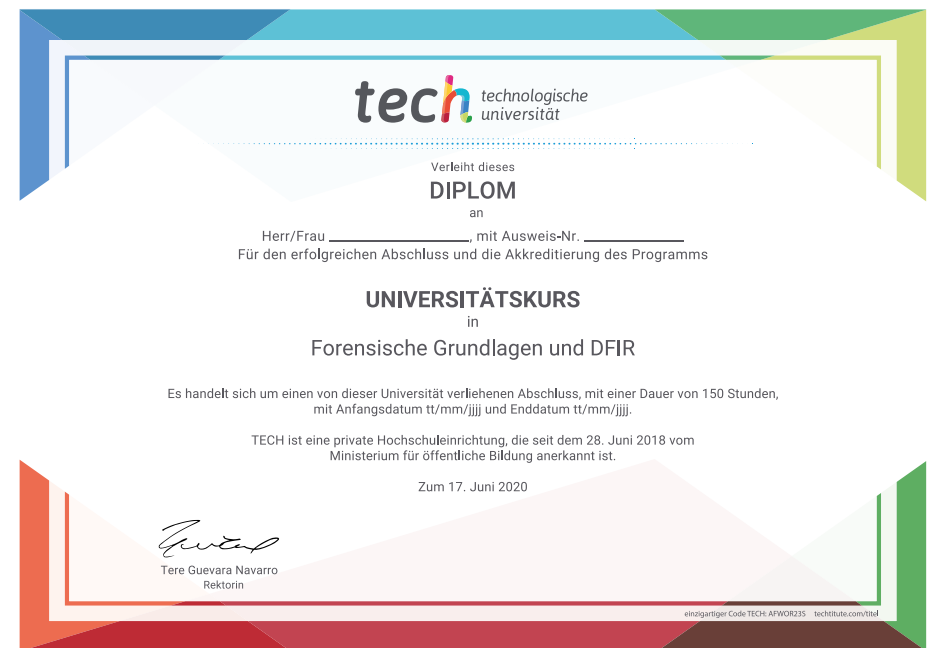 tech technologische
universität
Verleiht dieses
DIPLOM
an
Herr/Frau ____________________, mit Ausweis-Nr. ______________
Für den erfolgreichen Abschluss und die Akkreditierung des Programms
UNIVERSITÄTSKURS
in
Forensische Grundlagen und DFIR
Es handelt sich um einen von dieser Universität verliehenen Abschluss, mit einer Dauer von 150 Stunden,
mit Anfangsdatum tt/mm/jjjj und Enddatum tt/mm/jjjj.
TECH ist eine private Hochschuleinrichtung, die seit dem 28. Juni 2018 vom
Ministerium für öffentliche Bildung anerkannt ist.
Zum 17. Juni 2020
Tere Guevara Navarro
Rektorin
einzigartiger Code TECH: AFWOR23S techtitute.com/titel